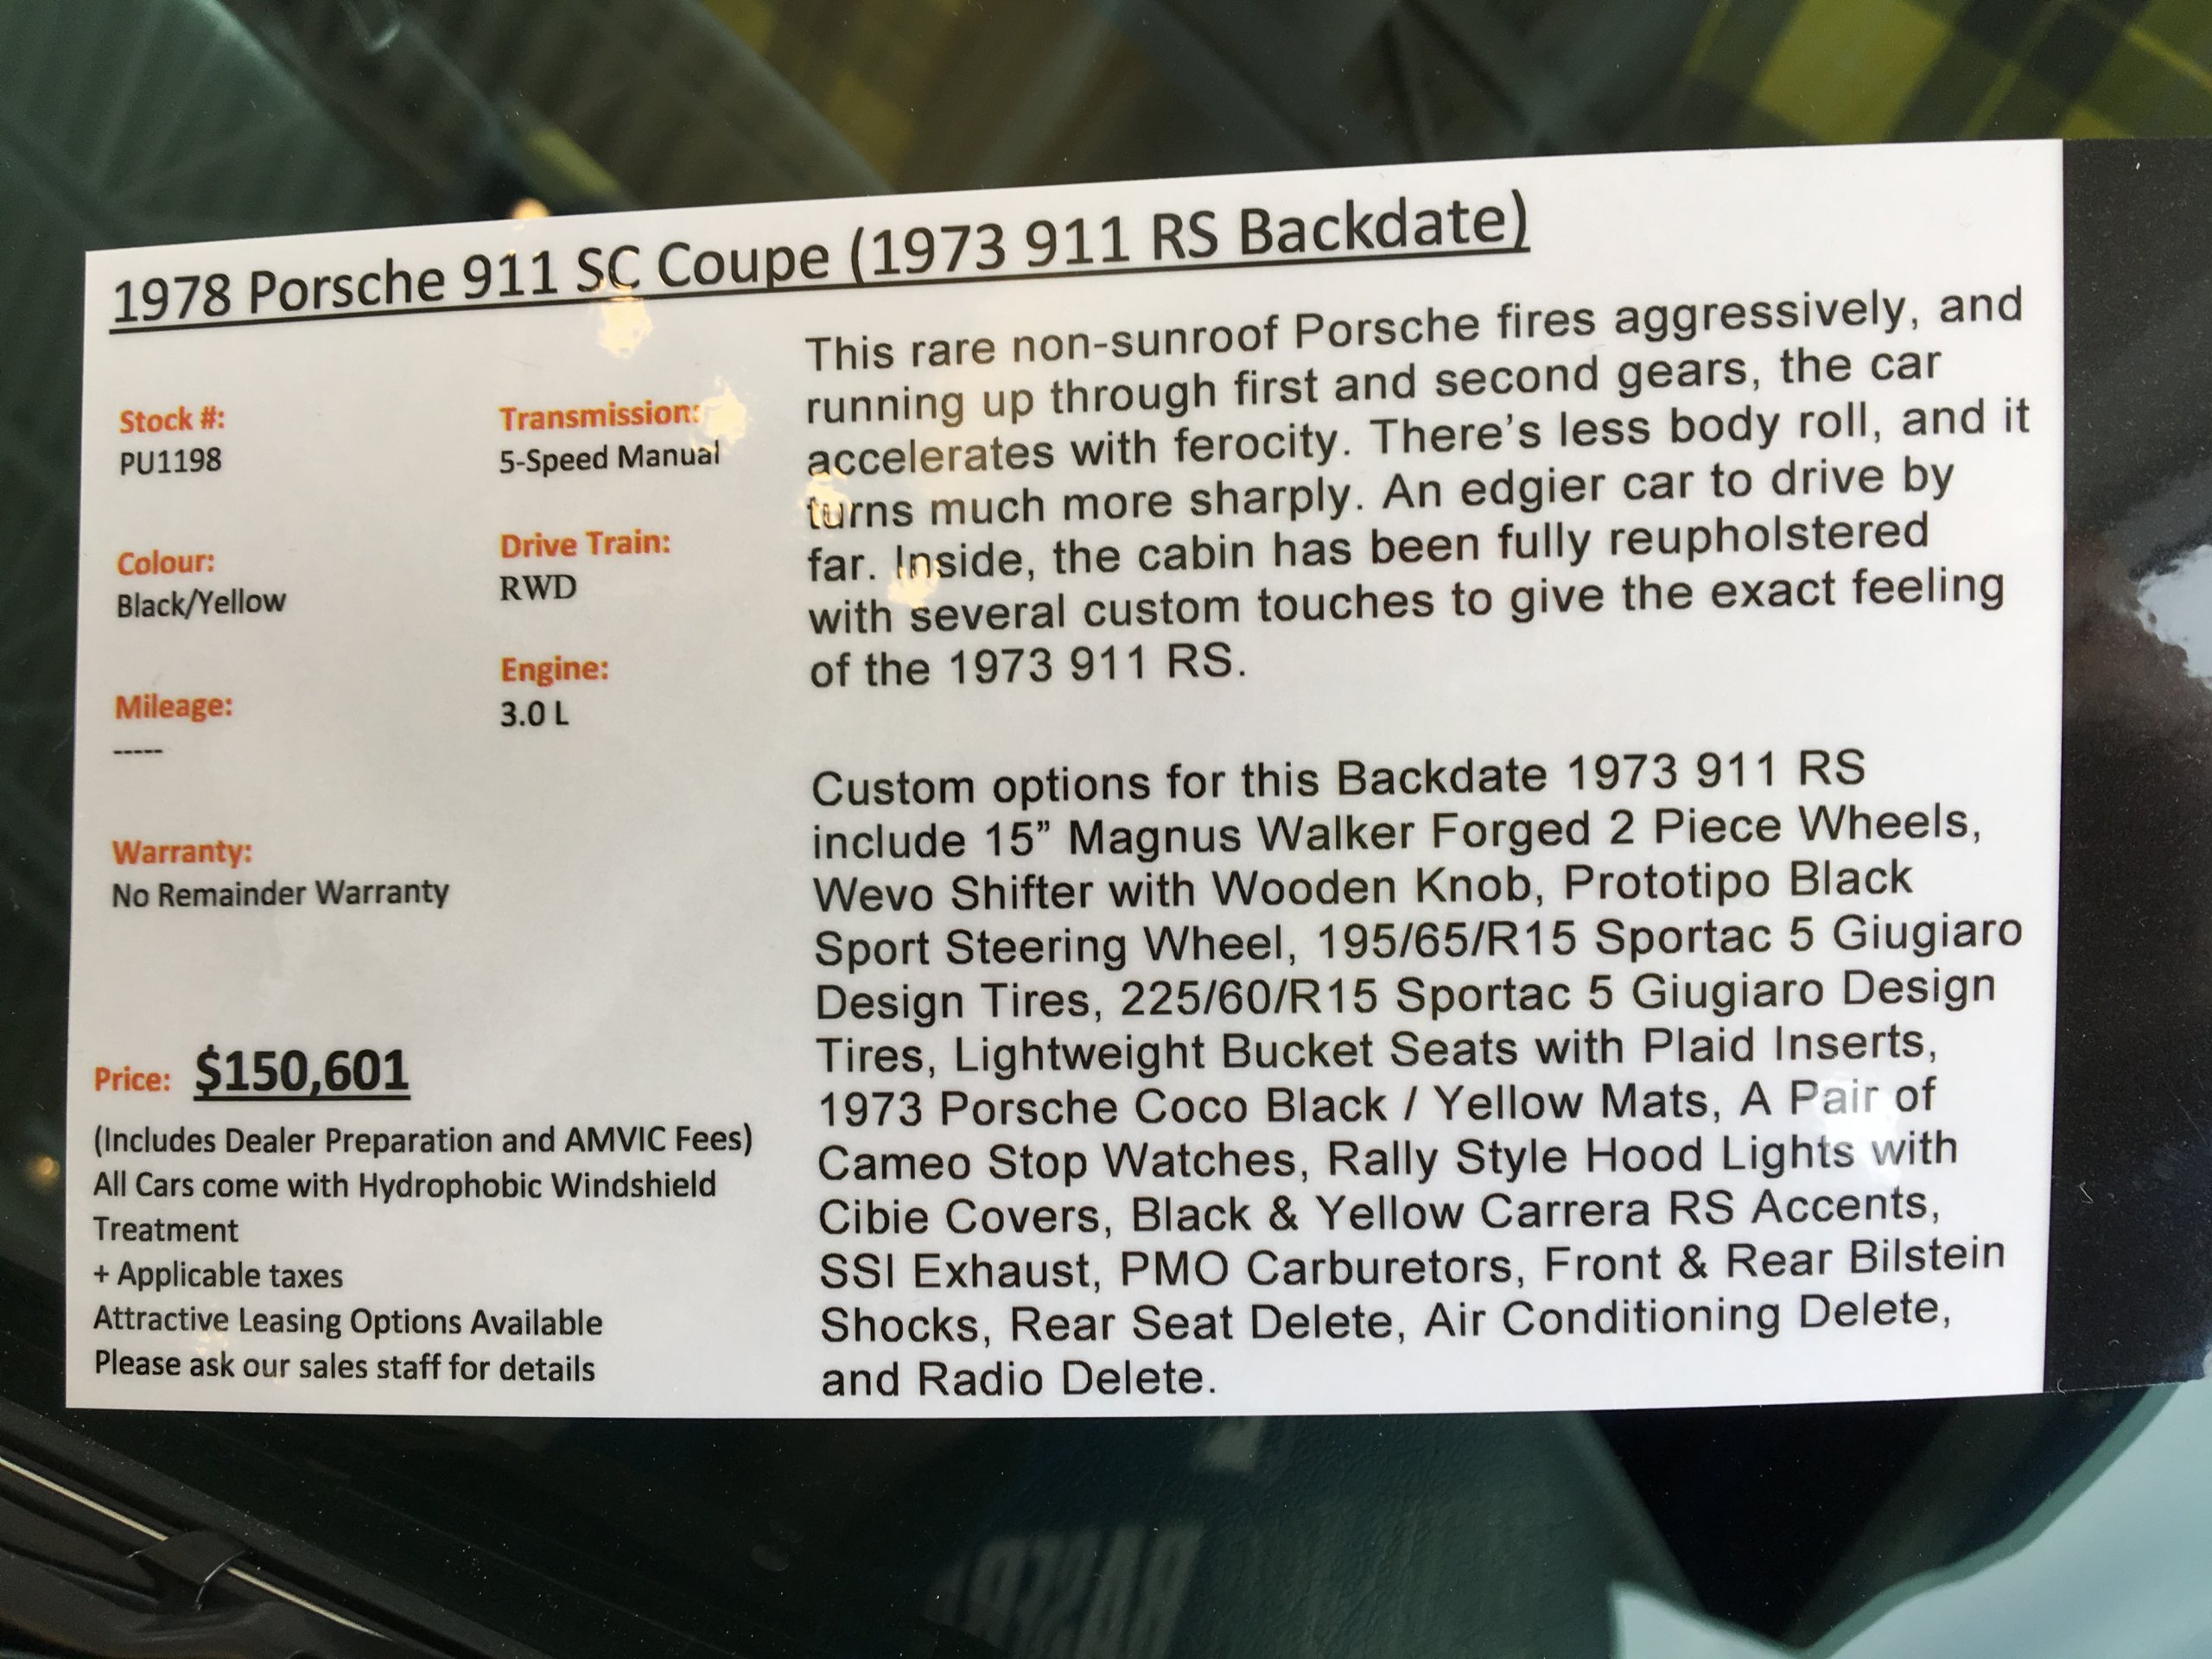 1978 Porsche 911 SC Coupe (1973 911 RS Backdate)
Stock #:
PU1198
Colour:
Black/Yellow
Mileage:
-----
Warranty:
No Remainder Warranty
Transmission:
5-Speed Manual
Drive Train:
RWD
Engine:
3.0 L
Price: $150,601
(Includes Dealer Preparation and AMVIC Fees)
All Cars come with Hydrophobic Windshield
Treatment
+ Applicable taxes
Attractive Leasing Options Available
Please ask our sales staff for details
This rare non-sunroof Porsche fires aggressively, and
running up through first and second gears, the car
accelerates with ferocity. There's less body roll, and it
turns much more sharply. An edgier car to drive by
far. Inside, the cabin has been fully reupholstered
with several custom touches to give the exact feeling
of the 1973 911 RS.
Custom options for this Backdate 1973 911 RS
include 15” Magnus Walker Forged 2 Piece Wheels,
Wevo Shifter with Wooden Knob, Prototipo Black
Sport Steering Wheel, 195/65/R15 Sportac 5 Giugiaro
Design Tires, 225/60/R15 Sportac 5 Giugiaro Design
Tires, Lightweight Bucket Seats with Plaid Inserts,
1973 Porsche Coco Black / Yellow Mats, A Pair of
Cameo Stop Watches, Rally Style Hood Lights with
Cibie Covers, Black & Yellow Carrera RS Accents,
SSI Exhaust, PMO Carburetors, Front & Rear Bilstein
Shocks, Rear Seat Delete, Air Conditioning Delete,
and Radio Delete.